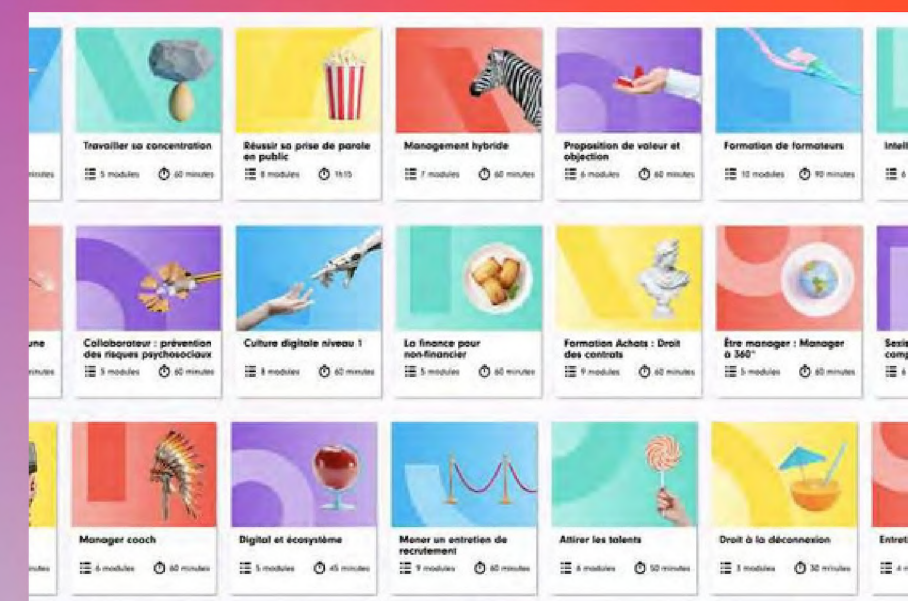 Travailler sa concentration
5 modules 60 minutes
Réussir sa prise de parole
en public
8 modules 1h15
Management hybride
7 modules 60 minutes
Proposition de valeur et
objection
6 modules 60 minutes
Formation de formateurs
10 modules 90 minutes
Collaborateur : prévention
des risques psychosociaux
5 modules 60 minutes
Culture digitale niveau 1
8 modules 60 minutes
La finance pour
non-financier
5 modules 60 minutes
Formation Achats : Droit
des contrats
9 modules 60 minutes
Être manager : Manager
à 360°
5 modules 60 minutes
Manager coach
6 modules 60 minutes
Digital et écosystème
5 modules 45 minutes
Mener un entretien de
recrutement
9 modules 60 minutes
Attirer les talents
6 modules 50 minutes
Droit à la déconnexion
3 modules 30 minutes